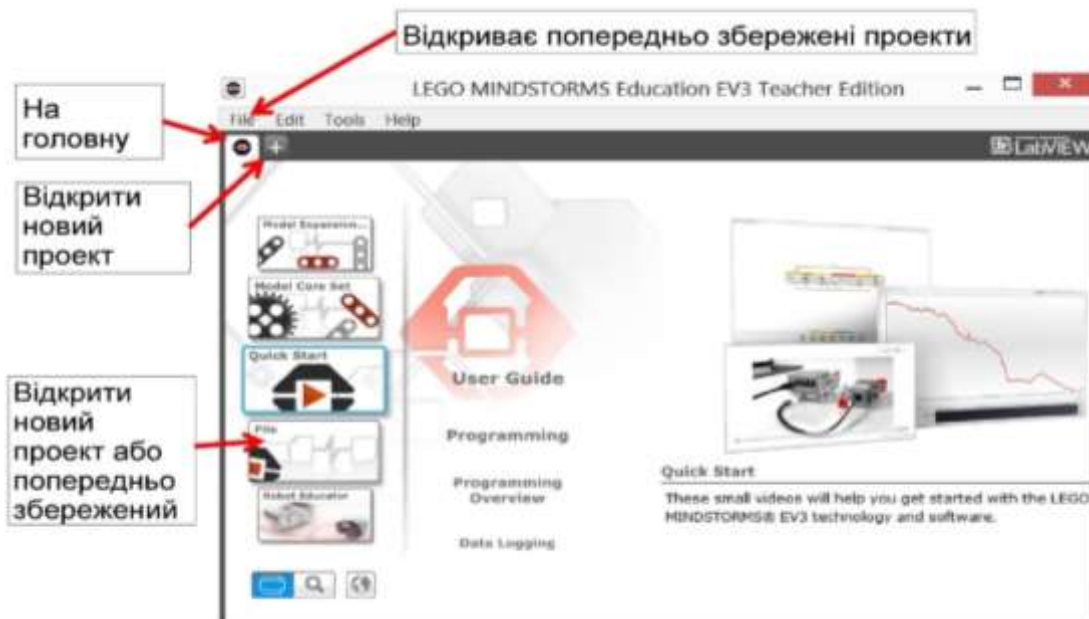 Відкриває попередньо збережені проекти
LEGO MINDSTORMS Education EV3 Teacher Edition
На
головну
File Edit Tools Help
LabVIEW
Відкрити
новий
проект
Model Expansion...
Model Core Set
Quick Start
User Guide
Відкрити
новий
проект або
попередньо
збережений
File
Programming
Robot Educator
Programming
Overview
Data Logging
Quick Start
These small videos will help you get started with the LEGO
MINDSTORMS® EV3 technology and software.